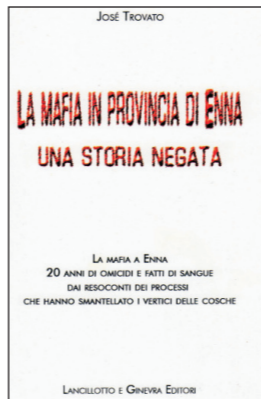 José Trovato
La mafia in provincia di Enna
una storia negata
La mafia a Enna
20 anni di omicidi e fatti di sangue
dai resoconti dei processi
che hanno smantellato i vertici delle cosche
Lancillotto e Ginevra Editori